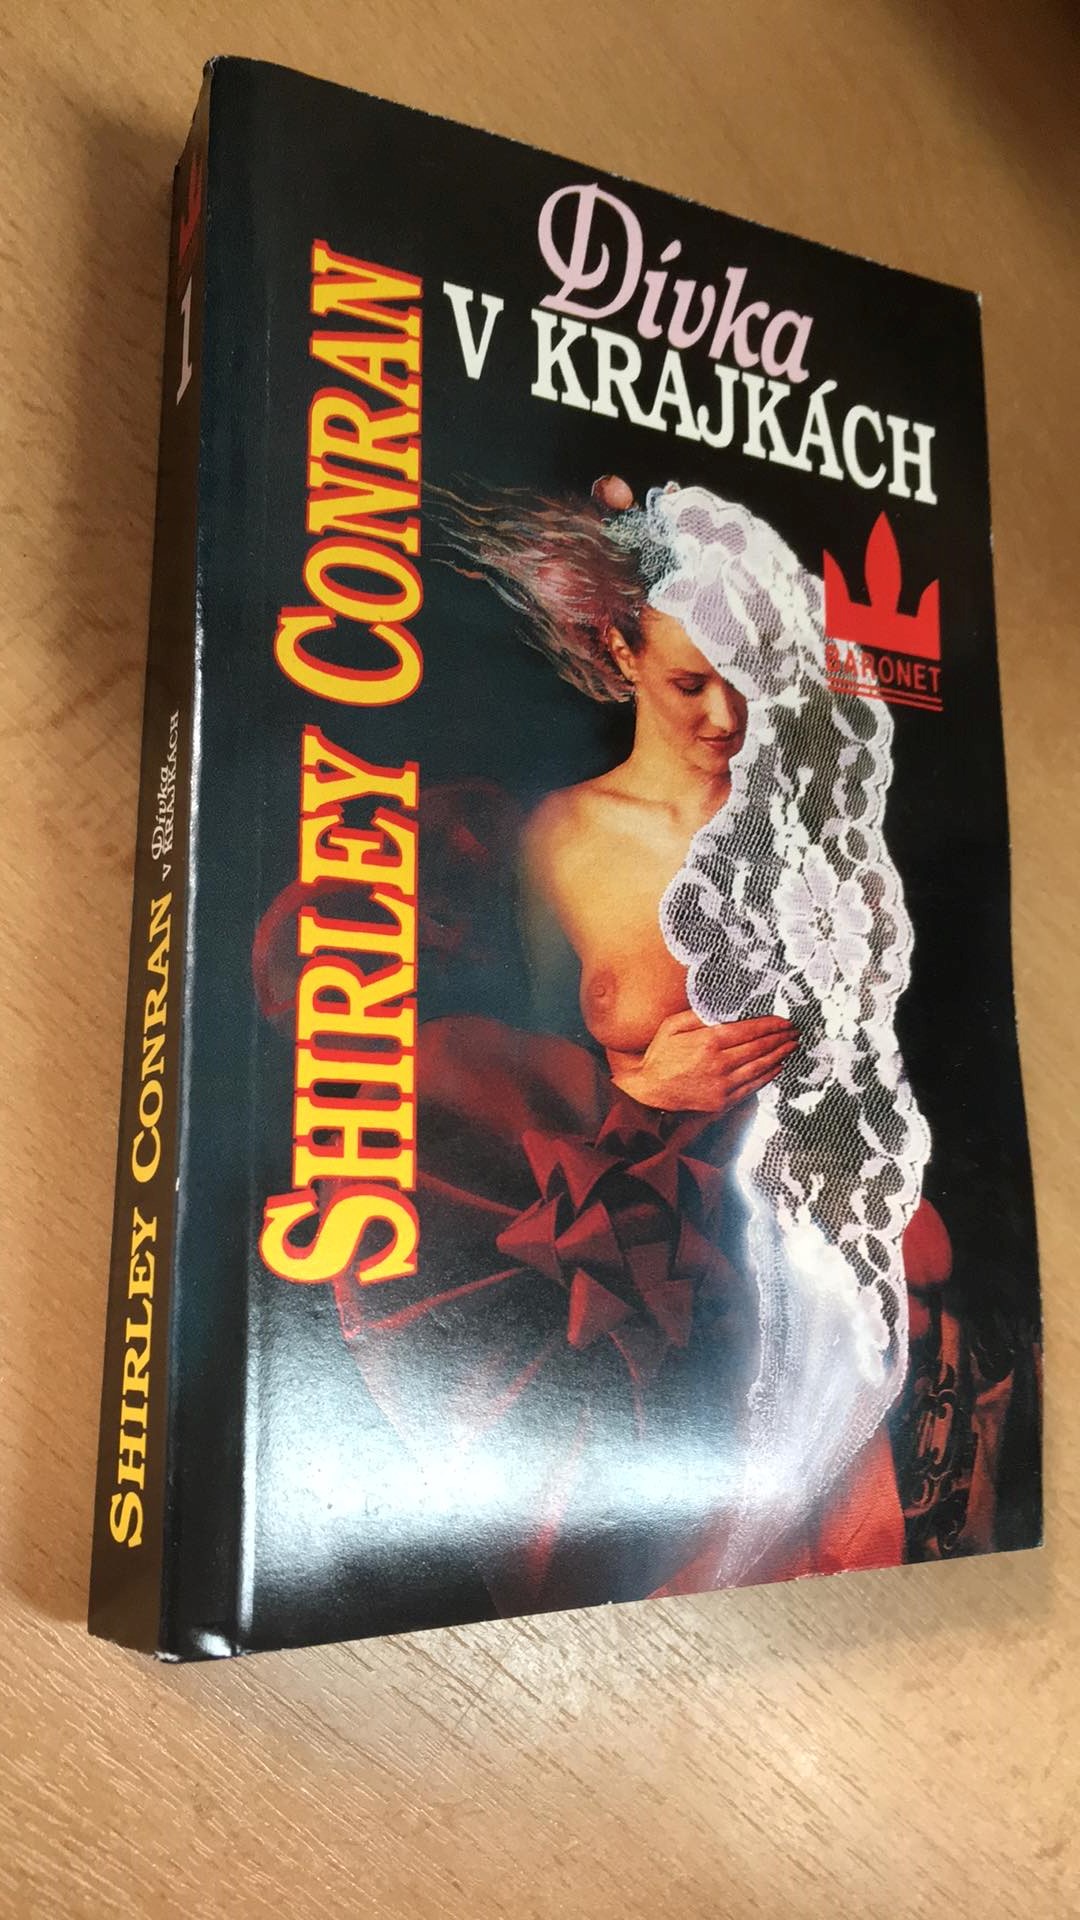 Dívka
V KRAJKÁCH
SHIRLEY CONRAN
BARONET
1
SHIRLEY CONRAN
Dívka
V KRAJKÁCH